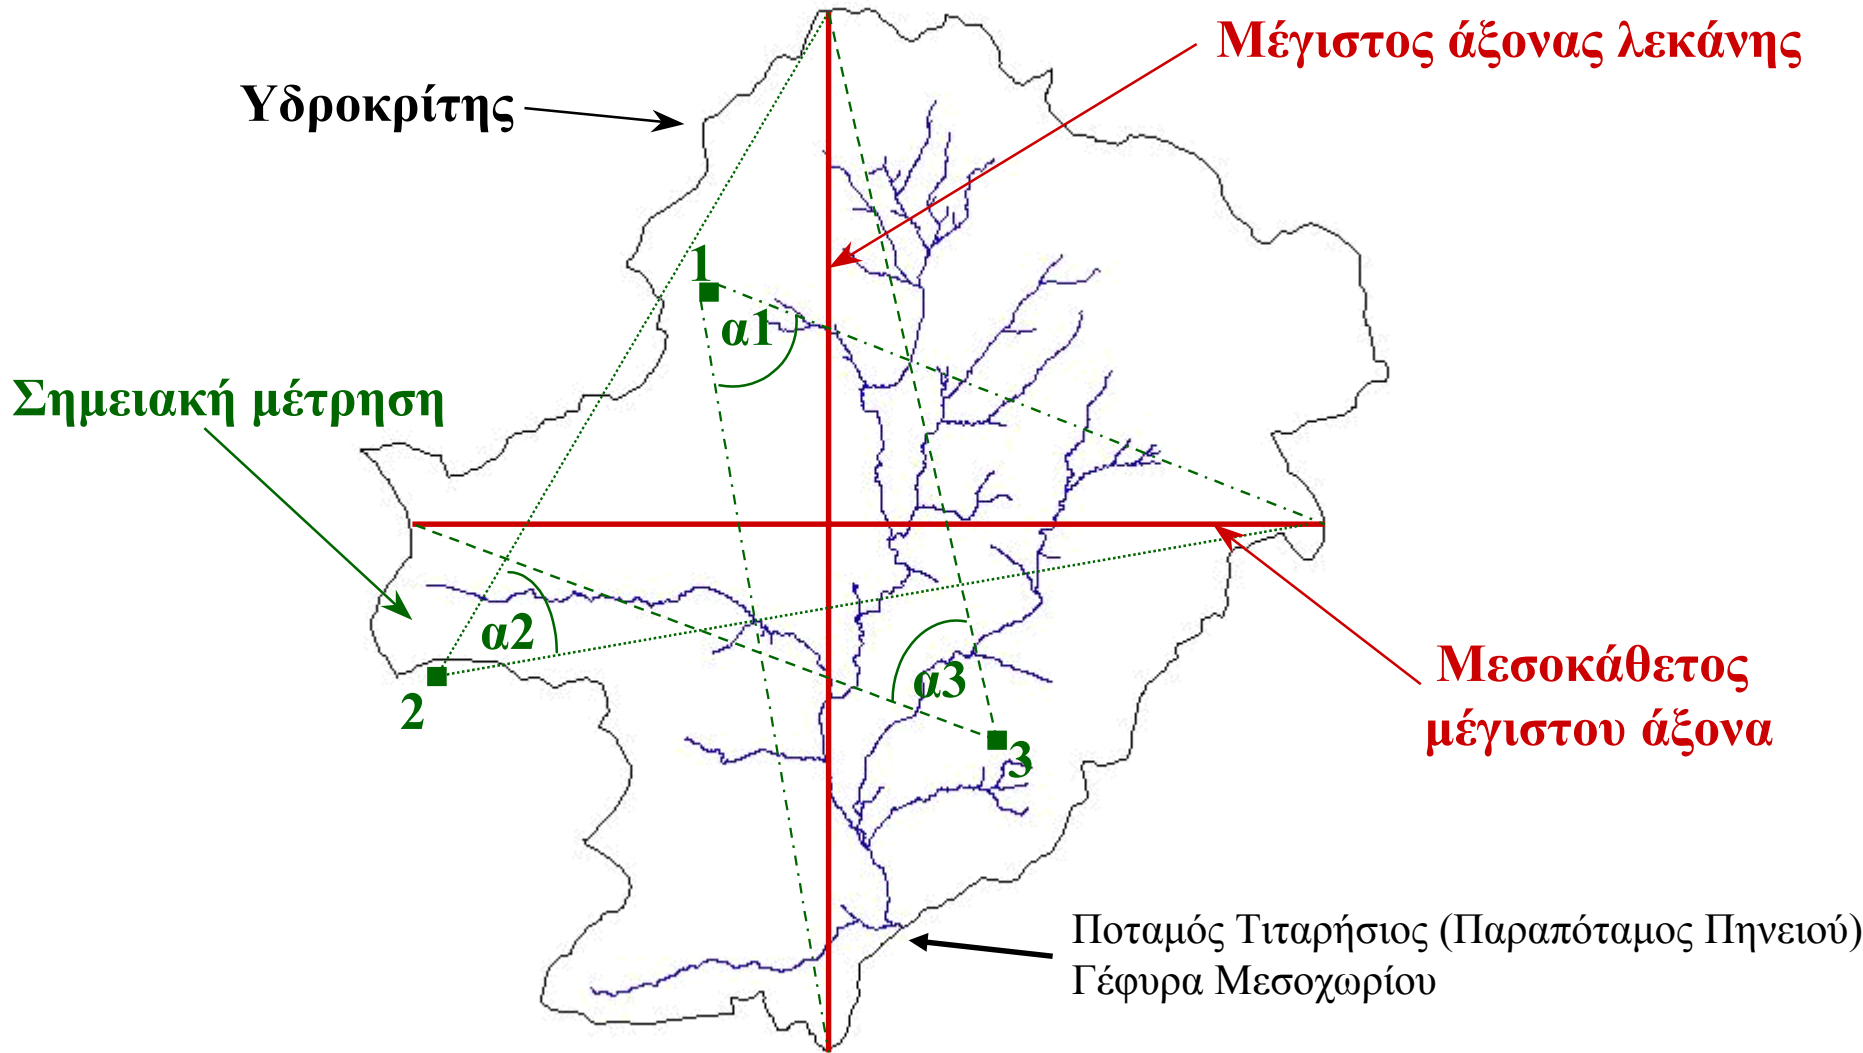 Μέγιστος άξονας λεκάνης
Υδροκρίτης
1
α1
Σημειακή μέτρηση
α2
2
α3
3
Μεσοκάθετος
μέγιστου άξονα
Ποταμός Τιταρήσιος (Παραπόταμος Πηνειού)
Γέφυρα Μεσοχωρίου